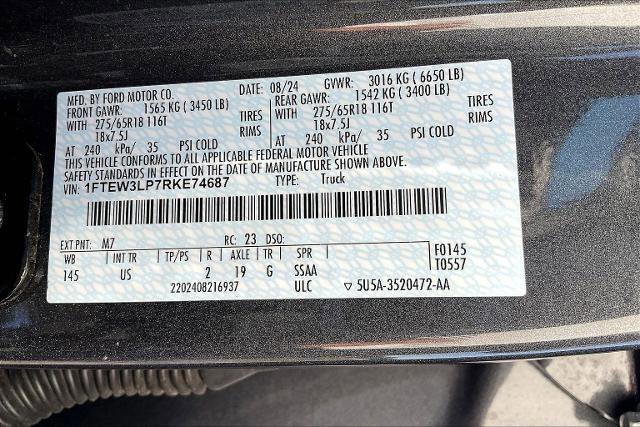 MFD. BY FORD MOTOR CO. DATE: 08/24 GVWR: 3016 KG ( 6650 LB)
FRONT GAWR: 1565 KG ( 3450 LB) REAR GAWR: 1542 KG ( 3400 LB)
WITH 275/65R18 116T TIRES WITH 275/65R18 116T TIRES
18x7.5J RIMS 18x7.5J RIMS
AT 240 kPa/ 35 PSI COLD AT 240 kPa/ 35 PSI COLD
THIS VEHICLE CONFORMS TO ALL APPLICABLE FEDERAL MOTOR VEHICLE
SAFETY STANDARDS IN EFFECT ON THE DATE OF MANUFACTURE SHOWN ABOVE.
VIN: 1FTEW3LP7RKE74687 TYPE: Truck
EXT PNT: M7 RC: 23 DSO:
WB INT TR TP/PS R AXLE TR SPR F0145
145 US 2 19 G SSAA T0557
2202408216937 ULC ▽ 5U5A-3520472-AA